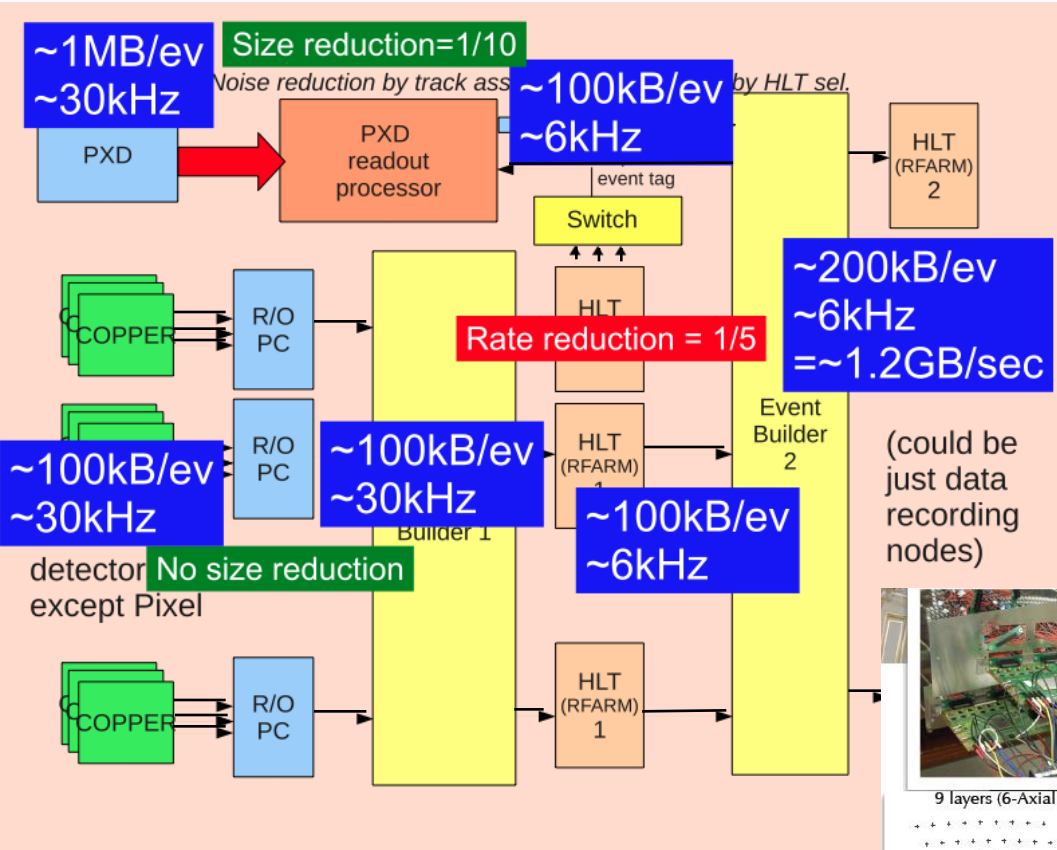 ~1MB/ev
~30kHz
Size reduction=1/10
Noise reduction by track ass
by HLT sel.
~100kB/ev
~6kHz
PXD
PXD
readout
processor
HLT
(RFARM)
2
event tag
Switch
~200kB/ev
~6kHz
=~1.2GB/sec
COPPER
R/O
PC
HLT
Rate reduction = 1/5
R/O
PC
~100kB/ev
~30kHz
~100kB/ev
~30kHz
Builder 1
HLT
(RFARM)
1
~100kB/ev
~6kHz
Event
Builder
2
(could be
just data
recording
nodes)
detector
No size reduction
except Pixel
COPPER
R/O
PC
HLT
(RFARM)
1
9 layers (6-Axial